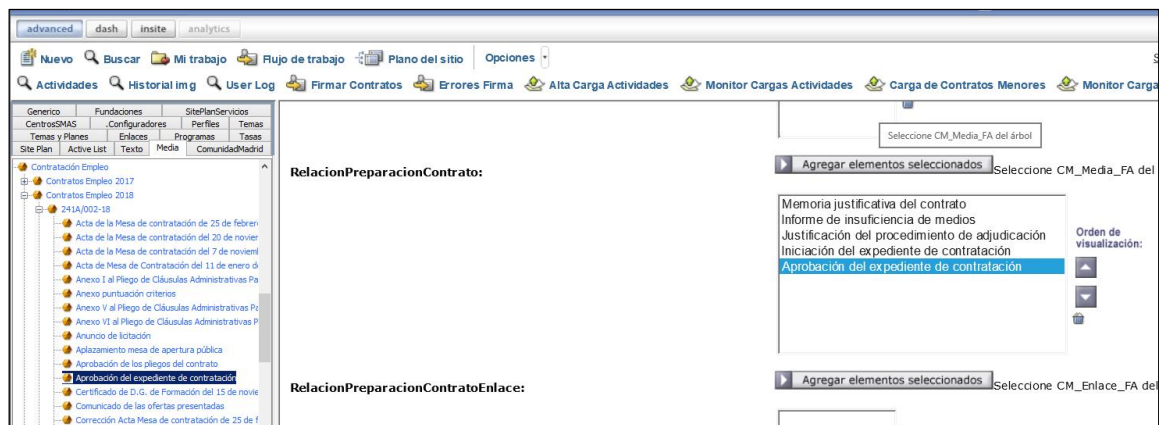 advanced dash insite analytics
Nuevo Buscar Mi trabajo Flujo de trabajo Plano del sitio Opciones
Actividades Historial img User Log Firmar Contratos Errores Firma Alta Carga Actividades Monitor Cargas Actividades Carga de Contratos Menores Monitor Carga
Generico Fundaciones SitePlanServicios
CentrosSMAS .Configuradores Perfiles Temas
Temas y Planes Enlaces Programas Tasas
Site Plan Active List Texto Media ComunidadMadrid
Contratación Empleo
Contratos Empleo 2017
Contratos Empleo 2018
241A/002-18
Acta de la Mesa de contratación de 25 de febrer
Acta de la Mesa de contratación del 20 de novier
Acta de la Mesa de contratación del 7 de noviem
Acta de Mesa de Contratación del 11 de enero d
Anexo I al Pliego de Cláusulas Administrativas Pa
Anexo puntuación criterios
Anexo V al Pliego de Cláusulas Administrativas Pa
Anexo VI al Pliego de Cláusulas Administrativas P
Anuncio de licitación
Aplazamiento mesa de apertura pública
Aprobación de los pliegos del contrato
Aprobación del expediente de contratación
Certificado de D.G. de Formación del 15 de novie
Comunicado de las ofertas presentadas
Corrección Acta Mesa de contratación de 25 de f
Seleccione CM_Media_FA del árbol
RelacionPreparacionContrato:
Agregar elementos seleccionados Seleccione CM_Media_FA del
Memoria justificativa del contrato
Informe de insuficiencia de medios
Justificación del procedimiento de adjudicación
Iniciación del expediente de contratación
Aprobación del expediente de contratación
Orden de
visualización:
RelacionPreparacionContratoEnlace:
Agregar elementos seleccionados Seleccione CM_Enlace_FA del